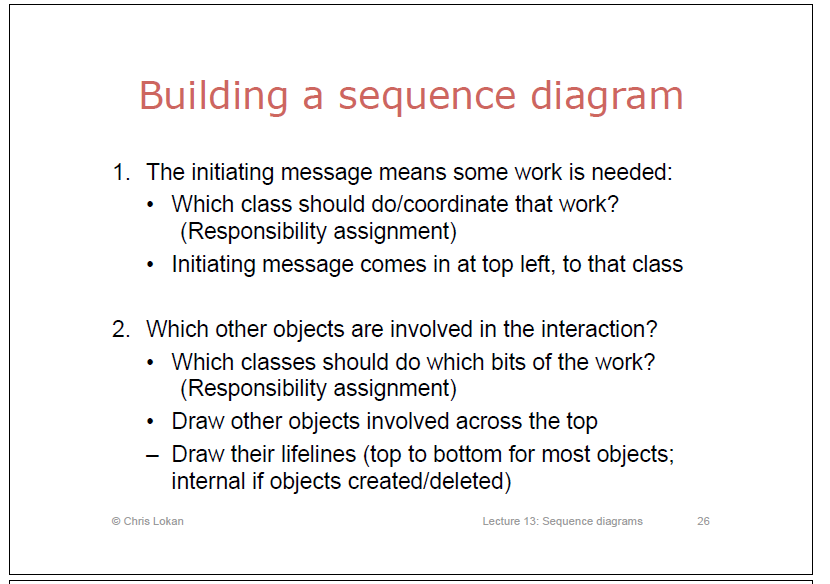 Building a sequence diagram
1. The initiating message means some work is needed:
• Which class should do/coordinate that work?
(Responsibility assignment)
• Initiating message comes in at top left, to that class
2. Which other objects are involved in the interaction?
• Which classes should do which bits of the work?
(Responsibility assignment)
• Draw other objects involved across the top
– Draw their lifelines (top to bottom for most objects;
internal if objects created/deleted)
© Chris Lokan Lecture 13: Sequence diagrams 26